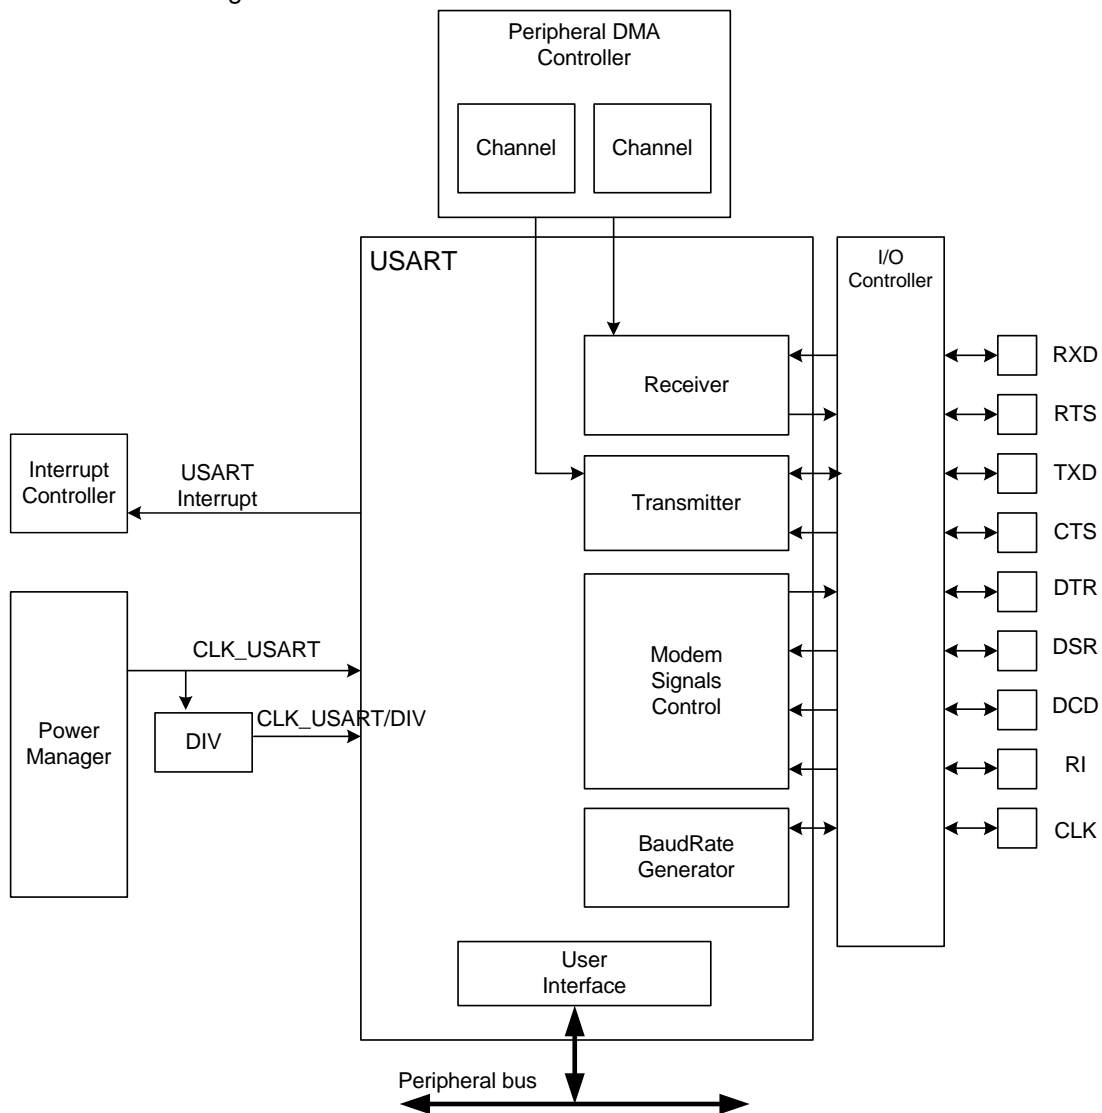 Peripheral DMA
Controller
Channel
Channel
USART
I/O
Controller
Receiver
RXD
RTS
Interrupt
Controller
USART
Interrupt
Transmitter
TXD
CTS
Power
Manager
CLK_USART
DIV
CLK_USART/DIV
Modem
Signals
Control
DTR
DSR
DCD
RI
BaudRate
Generator
CLK
User
Interface
Peripheral bus